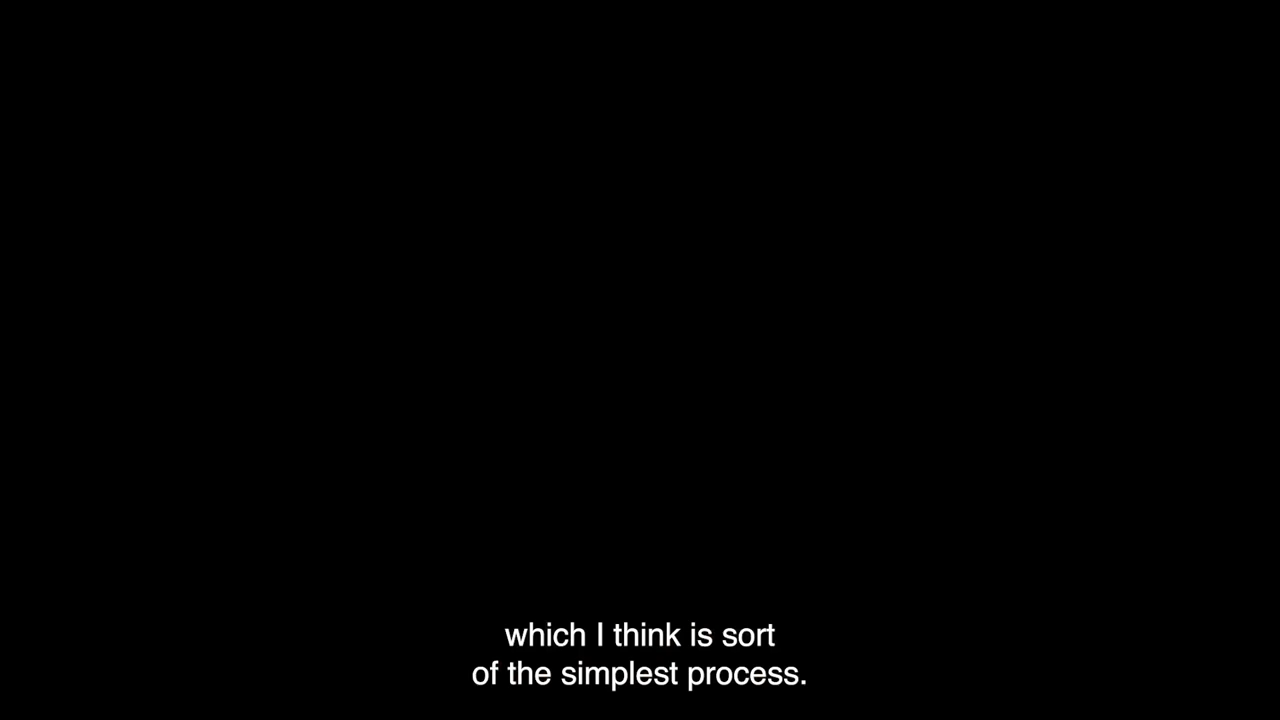 which I think is sort
of the simplest process.